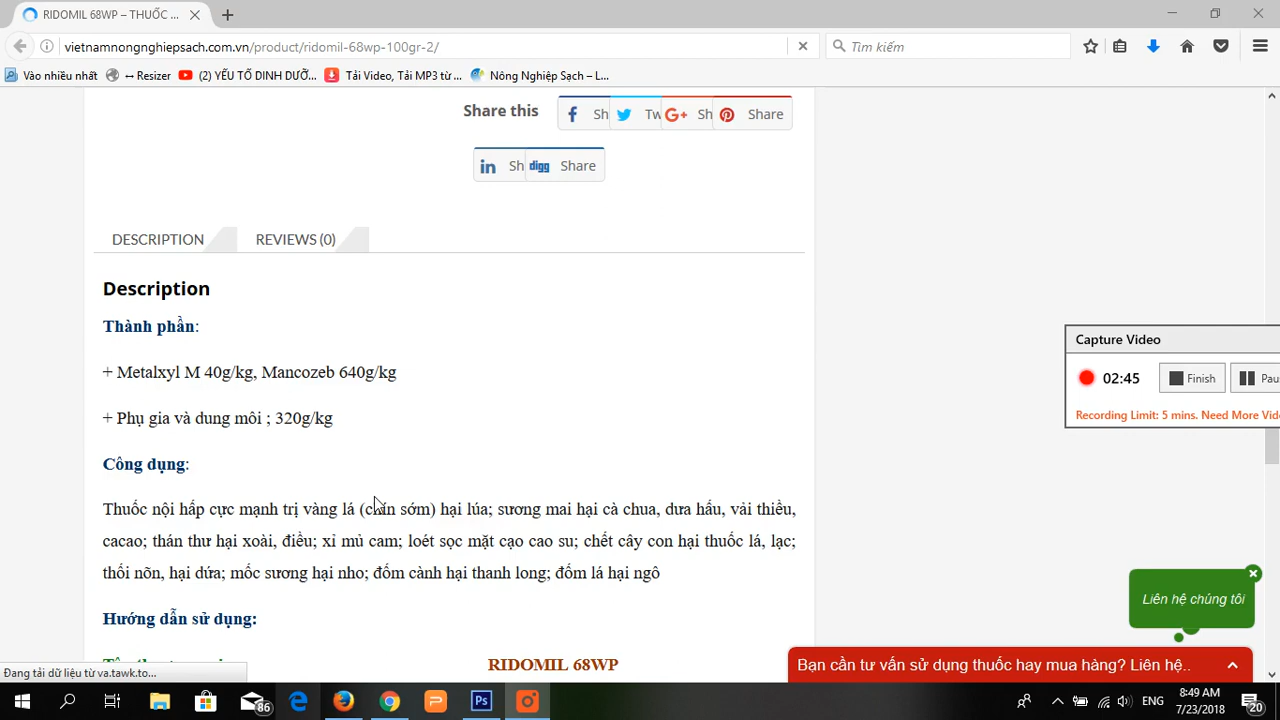 RIDOMIL 68WP – THUỐC ...
vietnamnongnghiepsach.com.vn/product/ridomil-68wp-100gr-2/
Tìm kiếm
Vào nhiều nhất
↔ Resizer
(2) YẾU TỐ DINH DƯỠ...
Tải Video, Tải MP3 từ ...
Nông Nghiệp Sạch – L...
Share this
Sh
Tw
Sh
Share
Sh
digg
Share
DESCRIPTION
REVIEWS (0)
Description
Thành phần:
+ Metalxyl M 40g/kg, Mancozeb 640g/kg
+ Phụ gia và dung môi ; 320g/kg
Công dụng:
Thuốc nội hấp cực mạnh trị vàng lá (chín sớm) hại lúa; sương mai hại cà chua, dưa hấu, vải thiều,
cacao; thán thư hại xoài, điều; xỉ mủ cam; loét sọc mặt cạo cao su; chết cây con hại thuốc lá, lạc;
thối nõn, hại dứa; mốc sương hại nho; đốm cành hại thanh long; đốm lá hại ngô
Hướng dẫn sử dụng:
RIDOMIL 68WP
Capture Video
02:45
Finish
Pau
Recording Limit: 5 mins. Need More Vide
Liên hệ chúng tôi
Bạn cần tư vấn sử dụng thuốc hay mua hàng? Liên hệ..
Đang tải dữ liệu từ va.tawk.to...
86
Ps
ENG
8:49 AM
7/23/2018
20